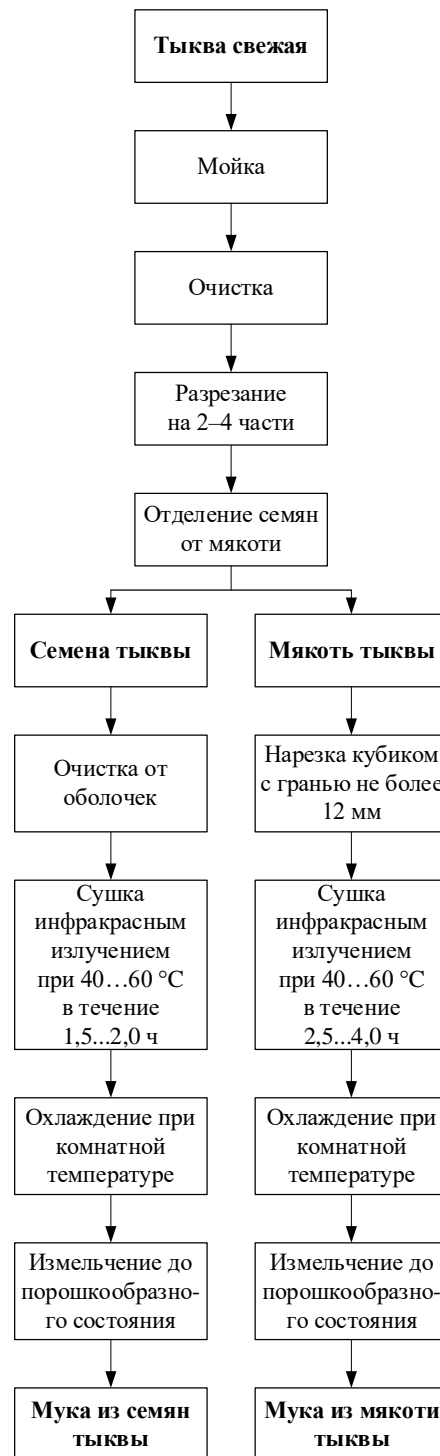 Тыква свежая
Мойка
Очистка
Разрезание
на 2–4 части
Отделение семян
от мякоти
Семена тыквы
Очистка от
оболочек
Сушка
инфракрасным
излучением
при 40…60 °С
в течение
1,5...2,0 ч
Охлаждение при
комнатной
температуре
Измельчение до
порошкообразно-
го состояния
Мука из семян
тыквы
Мякоть тыквы
Нарезка кубиком
с гранью не более
12 мм
Сушка
инфракрасным
излучением
при 40…60 °С
в течение
2,5...4,0 ч
Охлаждение при
комнатной
температуре
Измельчение до
порошкообразно-
го состояния
Мука из мякоти
тыквы